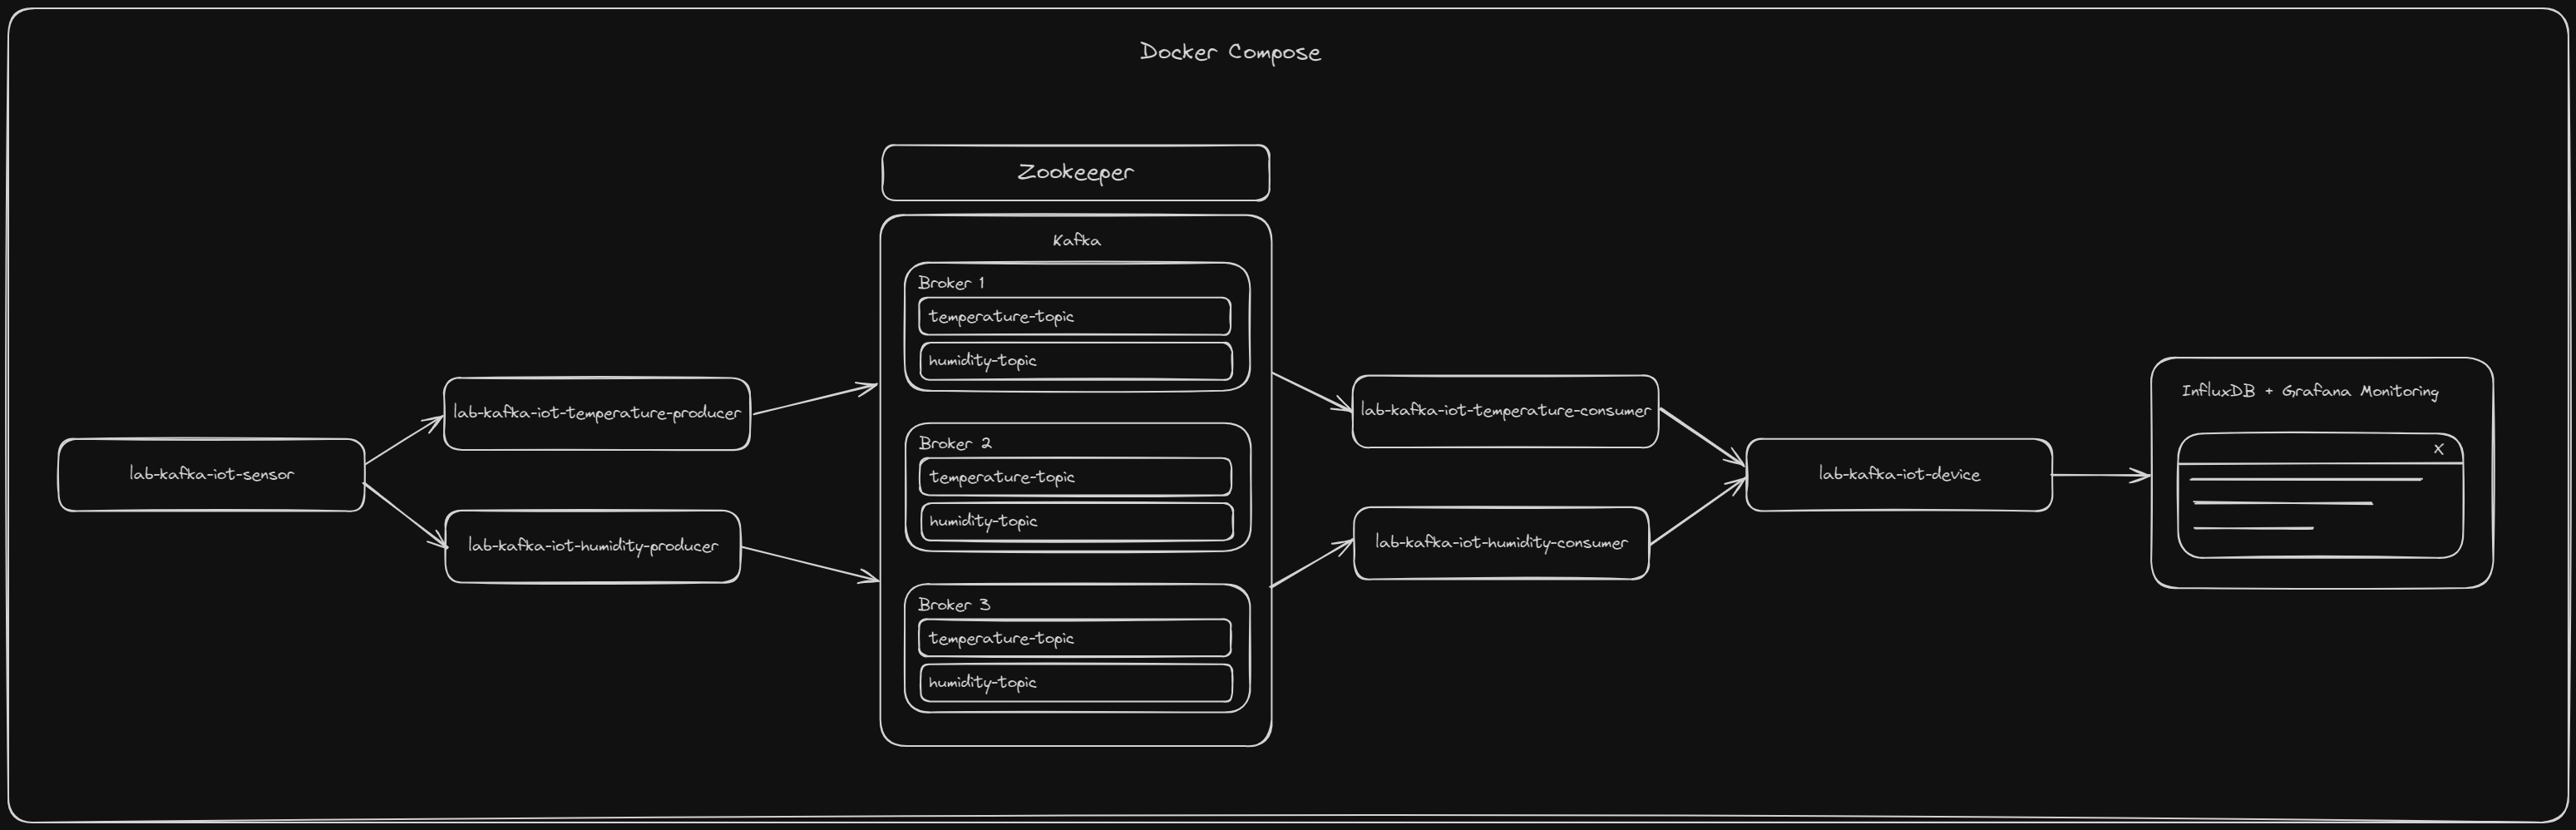 Docker Compose
Zookeeper
Kafka
Broker 1
temperature-topic
humidity-topic
Broker 2
temperature-topic
humidity-topic
Broker 3
temperature-topic
humidity-topic
lab-kafka-iot-sensor
lab-kafka-iot-temperature-producer
lab-kafka-iot-humidity-producer
lab-kafka-iot-temperature-consumer
lab-kafka-iot-humidity-consumer
lab-kafka-iot-device
InfluxDB + Grafana Monitoring
X